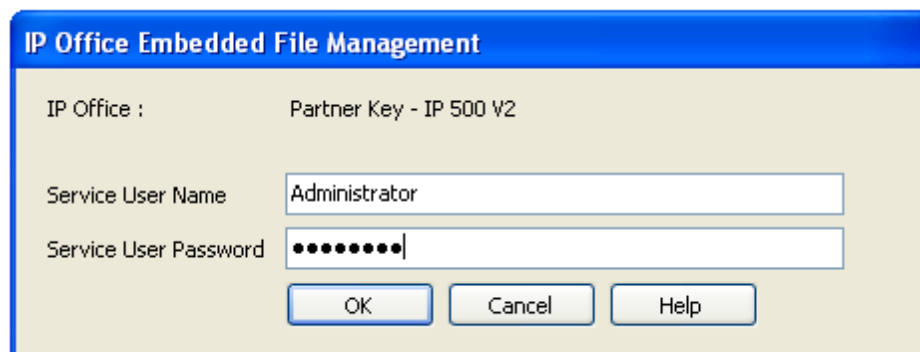 IP Office Embedded File Management
IP Office : Partner Key - IP 500 V2
Service User Name Administrator
Service User Password ●●●●●●●●
OK Cancel Help